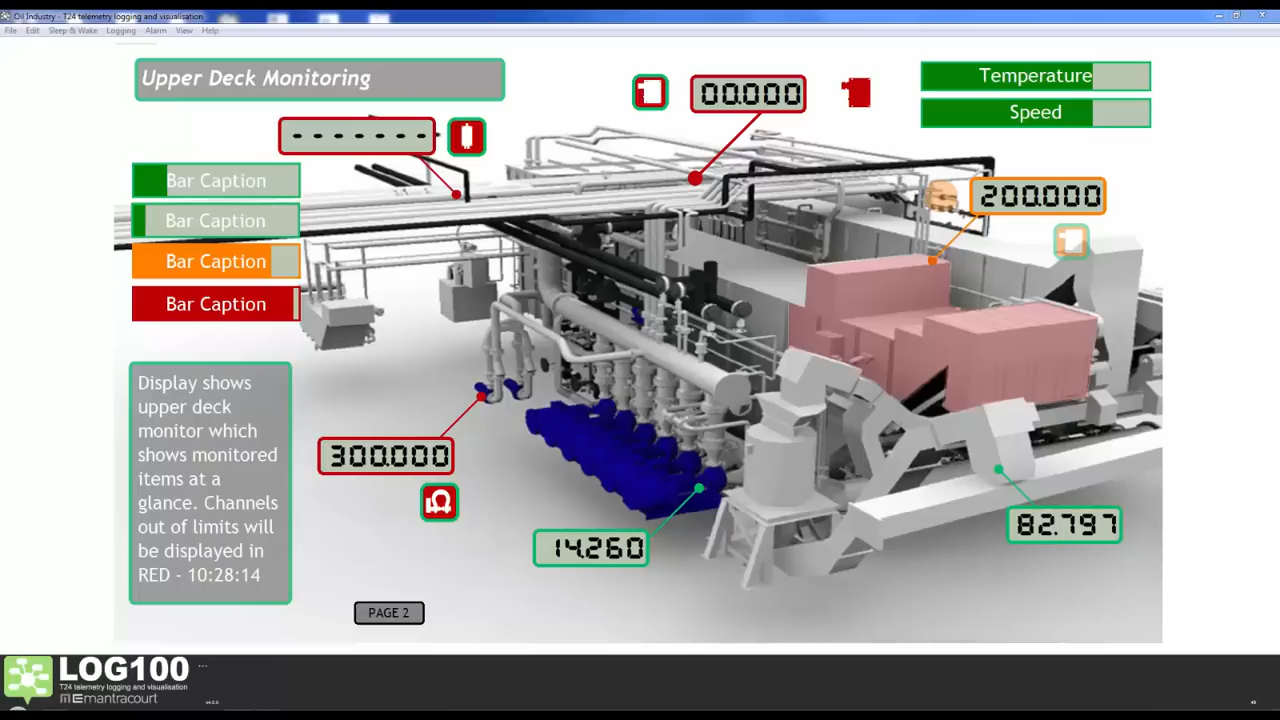 Oil Industry - T24 telemetry logging and visualisation
File Edit Sleep & Wake Logging Alarm View Help
Upper Deck Monitoring
00.000
Temperature
Speed
- - - - - - -
Bar Caption
200.000
Bar Caption
Bar Caption
Bar Caption
Display shows
upper deck
monitor which
shows monitored
items at a
glance. Channels
out of limits will
be displayed in
RED - 10:28:14
300.000
14.260
82.797
PAGE 2
LOG100
T24 telemetry logging and visualisation
mantracourt
...
v4.0.0